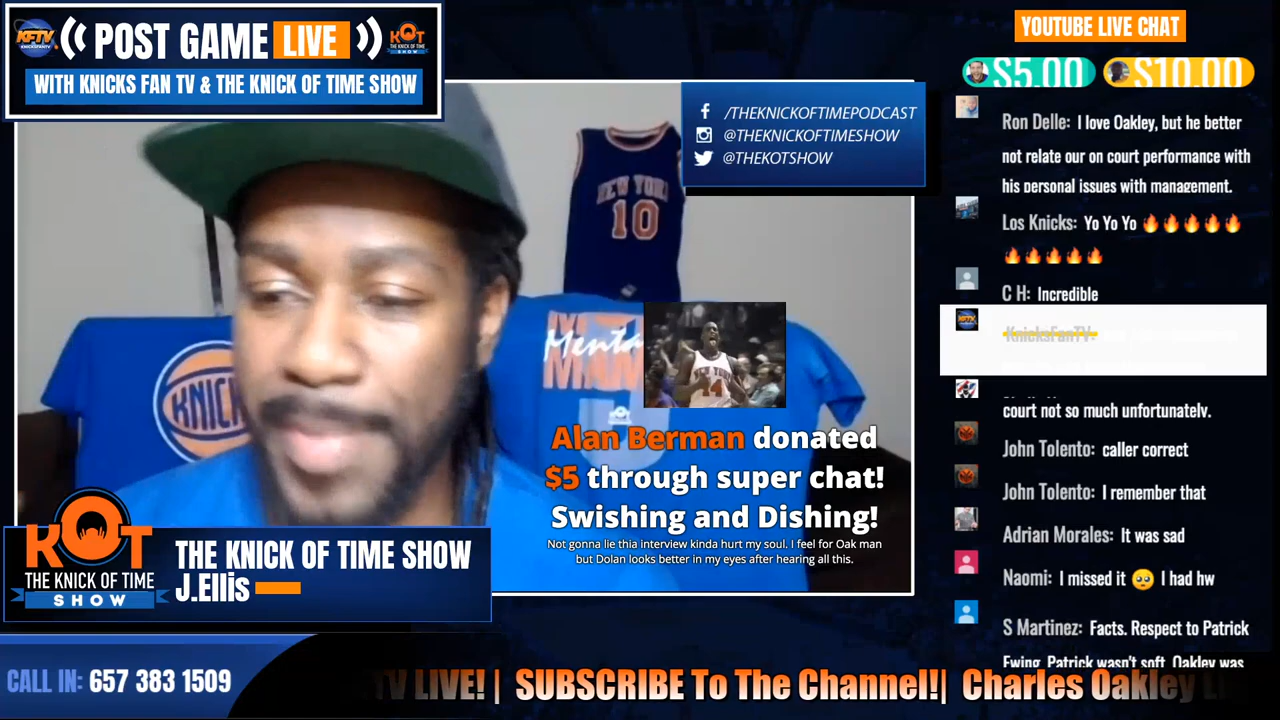 KFTV
POST GAME LIVE
KOT
THE KNICK OF TIME
SHOW
WITH KNICKS FAN TV & THE KNICK OF TIME SHOW
/THEKNICKOFTIMEPODCAST
@THEKNICKOFTIMESHOW
@THEKOTSHOW
NEW YORK
10
Menta
KNICK
NEW YORK
14
Alan Berman donated
$5 through super chat!
Swishing and Dishing!
Not gonna lie thia interview kinda hurt my soul. I feel for Oak man
but Dolan looks better in my eyes after hearing all this.
KOT
THE KNICK OF TIME
SHOW
THE KNICK OF TIME SHOW
J.Ellis
CALL IN: 657 383 1509
TV LIVE! | SUBSCRIBE To The Channel!| Charles Oakley
YOUTUBE LIVE CHAT
$5.00
$10.00
Ron Delle: I love Oakley, but he better
not relate our on court performance with
his personal issues with management.
Los Knicks: Yo Yo Yo 🔥🔥🔥🔥🔥
🔥🔥🔥🔥🔥
C H: Incredible
KnicksFanTV:
court not so much unfortunately.
John Tolento: caller correct
John Tolento: I remember that
Adrian Morales: It was sad
Naomi: I missed it 🥺 I had hw
S Martinez: Facts. Respect to Patrick
Ewing. Patrick wasn't soft. Oakley was